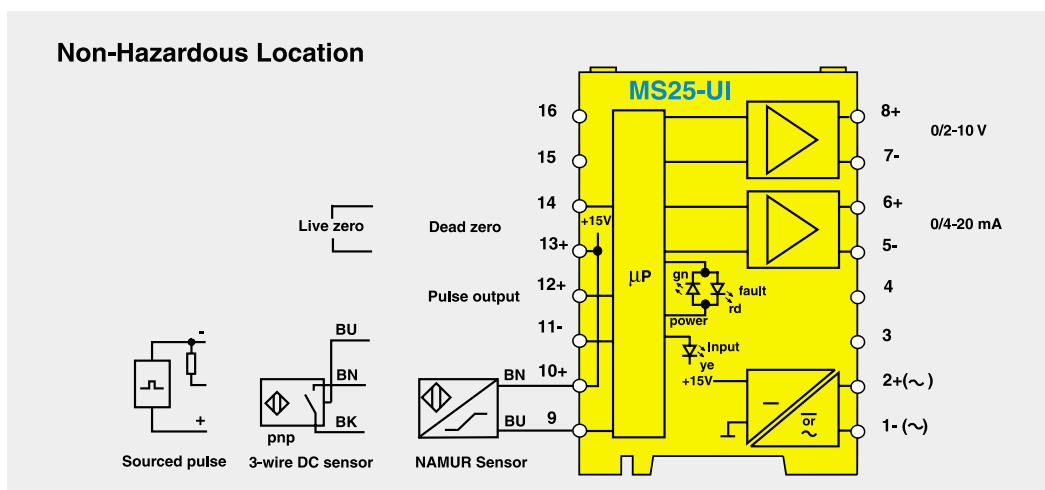 Non-Hazardous Location
MS25-UI
16
8+
0/2-10 V
15
7-
14
6+
Live zero
Dead zero
+15V
0/4-20 mA
13+
5-
µP
12+
Pulse output
gn
fault
rd
4
power
11-
3
BU
Input
ye
-
BN
BN
10+
+15V
2+(~)
+
BK
BU
9
–
or
~
1- (~)
pnp
Sourced pulse
3-wire DC sensor
NAMUR Sensor